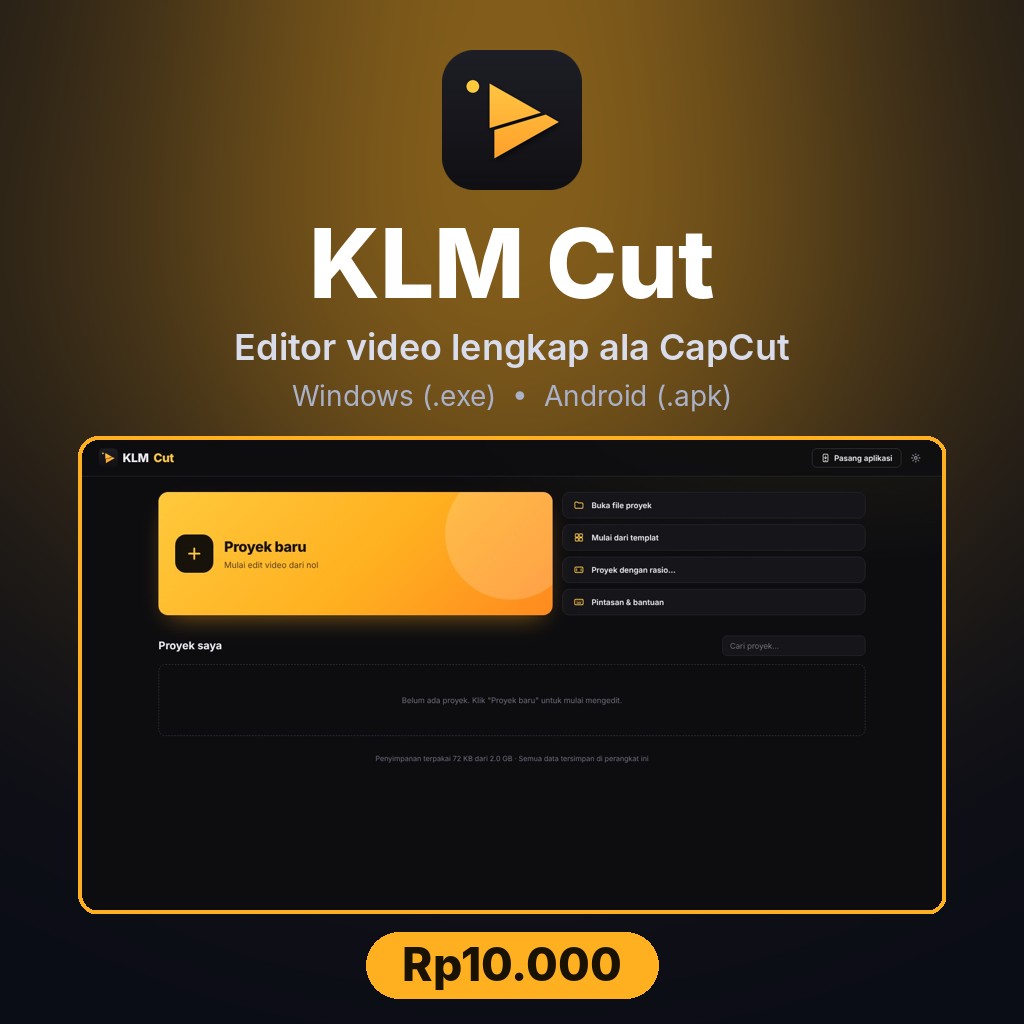 KLM Cut
Editor video lengkap ala CapCut
Windows (.exe) • Android (.apk)
KLM Cut
Pasang aplikasi
Proyek baru
Mulai edit video dari nol
Buka file proyek
Mulai dari templat
Proyek dengan rasio...
Pintasan & bantuan
Proyek saya
Cari proyek...
Belum ada proyek. Klik "Proyek baru" untuk mulai mengedit.
Penyimpanan terpakai 72 KB dari 2.0 GB · Semua data tersimpan di perangkat ini
Rp10.000